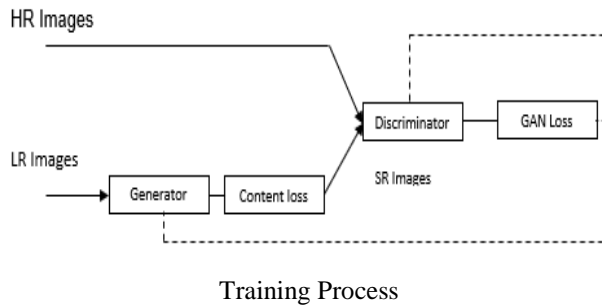 HR Images
Discriminator
GAN Loss
LR Images
SR Images
Generator
Content loss
Training Process